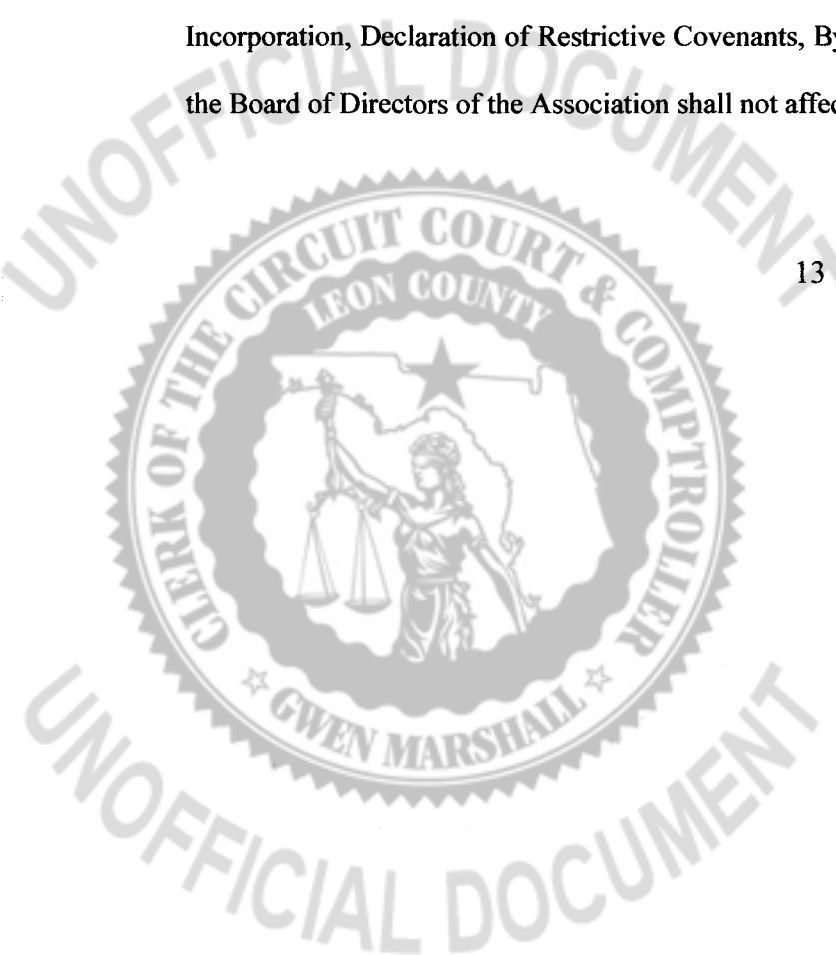 Incorporation, Declaration of Restrictive Covenants, By
the Board of Directors of the Association shall not affec
UNOFFICIAL DOCUMENT
13
CLERK OF THE CIRCUIT COURT & COMPTROLLER
LEON COUNTY
GWEN MARSHALL
UNOFFICIAL DOCUMENT